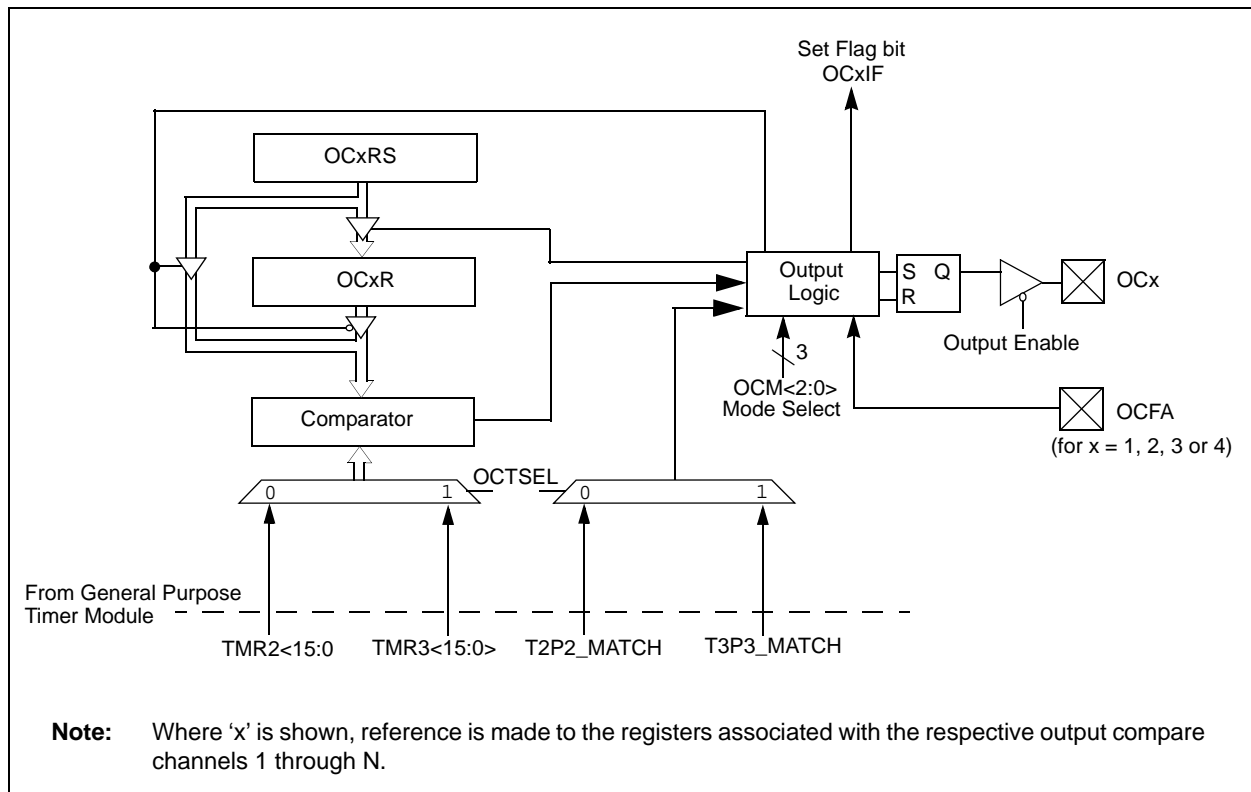 Set Flag bit
OCxIF
OCxRS
OCxR
Output
Logic
S Q
R
OCx
Output Enable
3
OCM<2:0>
Mode Select
OCFA
(for x = 1, 2, 3 or 4)
Comparator
0 1
OCTSEL
0 1
From General Purpose
Timer Module
TMR2<15:0
TMR3<15:0>
T2P2_MATCH
T3P3_MATCH
Note: Where ‘x’ is shown, reference is made to the registers associated with the respective output compare
channels 1 through N.